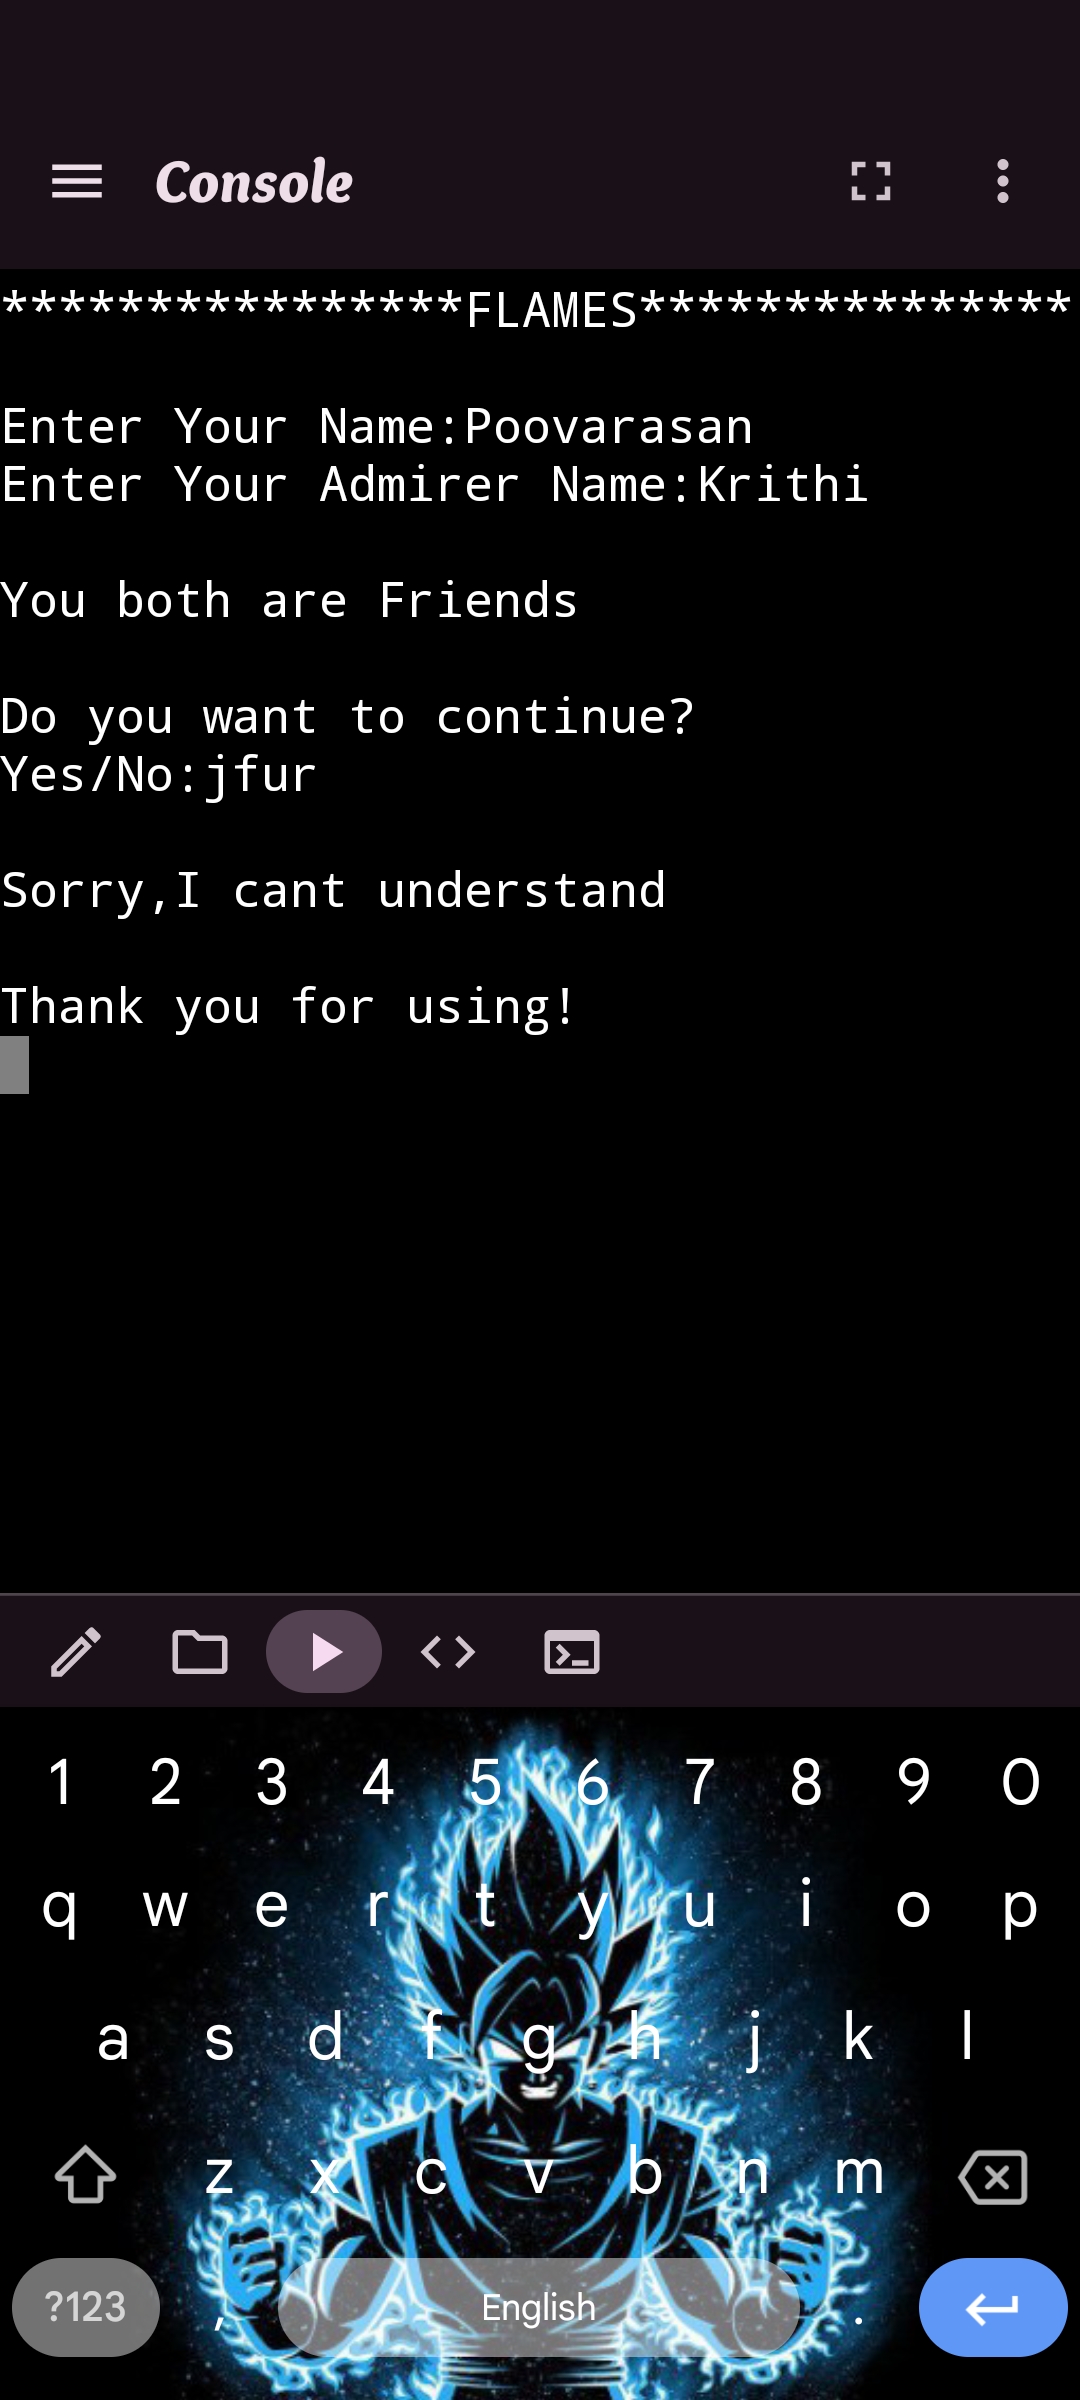 Console
****************FLAMES***************
Enter Your Name:Poovarasan
Enter Your Admirer Name:Krithi
You both are Friends
Do you want to continue?
Yes/No:jfur
Sorry,I cant understand
Thank you for using!
1 2 3 4 5 6 7 8 9 0
q w e r t y u i o p
a s d f g h j k l
z x c v b n m
?123 , English .